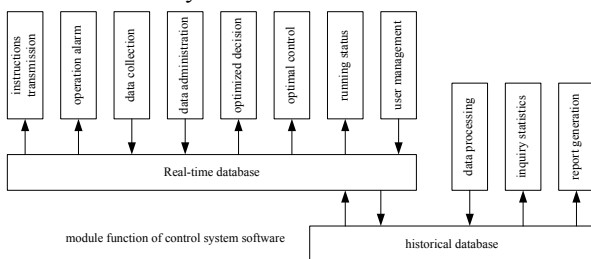 instructions
transmission
operation alarm
data collection
data administration
optimized decision
optimal control
running status
user management
data processing
inquiry statistics
report generation
Real-time database
module function of control system software
historical database